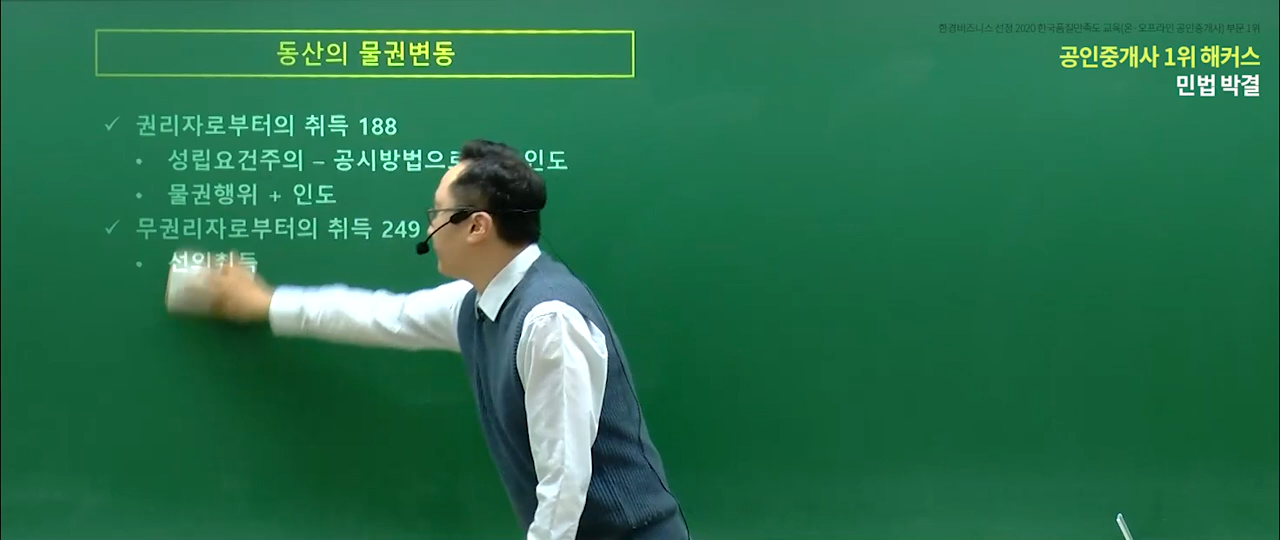 한경비즈니스 선정 2020 한국품질만족도 교육(온·오프라인 공인중개사) 부문 1위
공인중개사 1위 해커스
민법 박결
동산의 물권변동
✓ 권리자로부터의 취득 188
• 성립요건주의 – 공시방법으 인도
• 물권행위 + 인도
✓ 무권리자로부터의 취득 249
• 선의취득